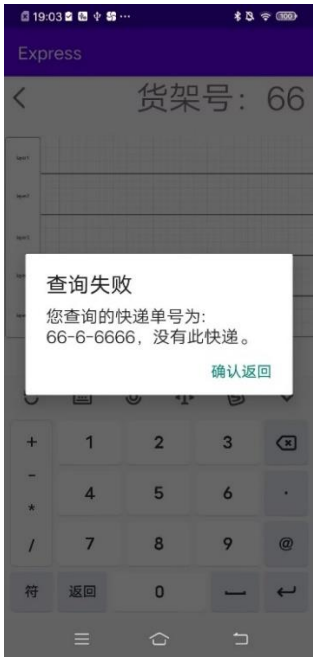 19:03
100
Express
货架号: 66
查询失败
您查询的快递单号为:
66-6-6666, 没有此快递。
确认返回
+ 1 2 3
- 4 5 6 .
*
/ 7 8 9 @
符 返回 0